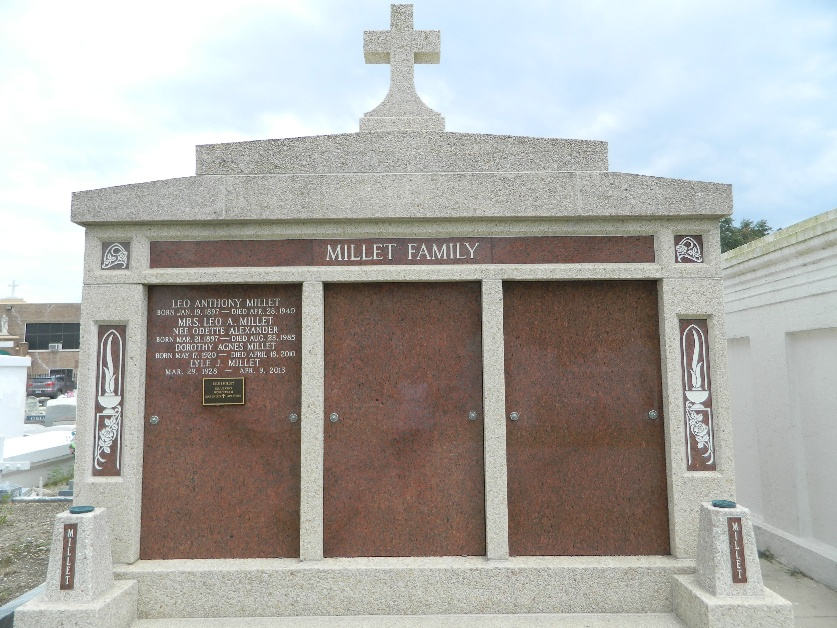 MILLET FAMILY
LEO ANTHONY MILLET
BORN JAN. 19, 1897 — DIED APR. 28, 1940
MRS. LEO A. MILLET
NEE ODETTE ALEXANDER
BORN MAR. 21, 1897 — DIED AUG. 23, 1985
DOROTHY AGNES MILLET
BORN MAY 17, 1920 — DIED APRIL 19, 2010
LYLE J. MILLET
MAR. 29, 1928 — APR. 9, 2013
MILLET
MILLET